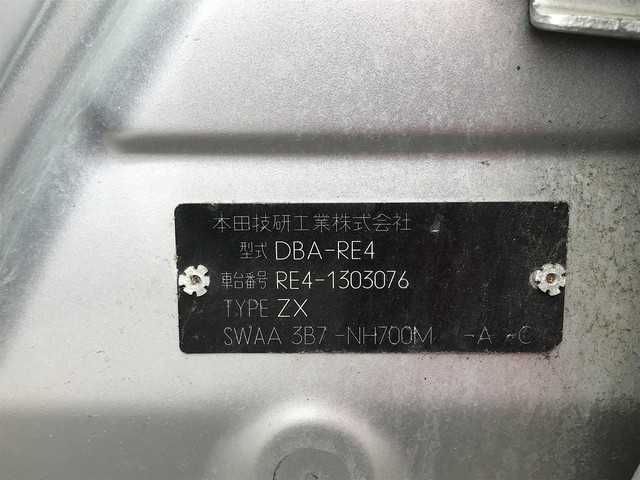 本田技研工業株式会社
型式 DBA-RE4
車台番号 RE4-1303076
TYPE ZX
SWAA 3B7 -NH700M -A -C